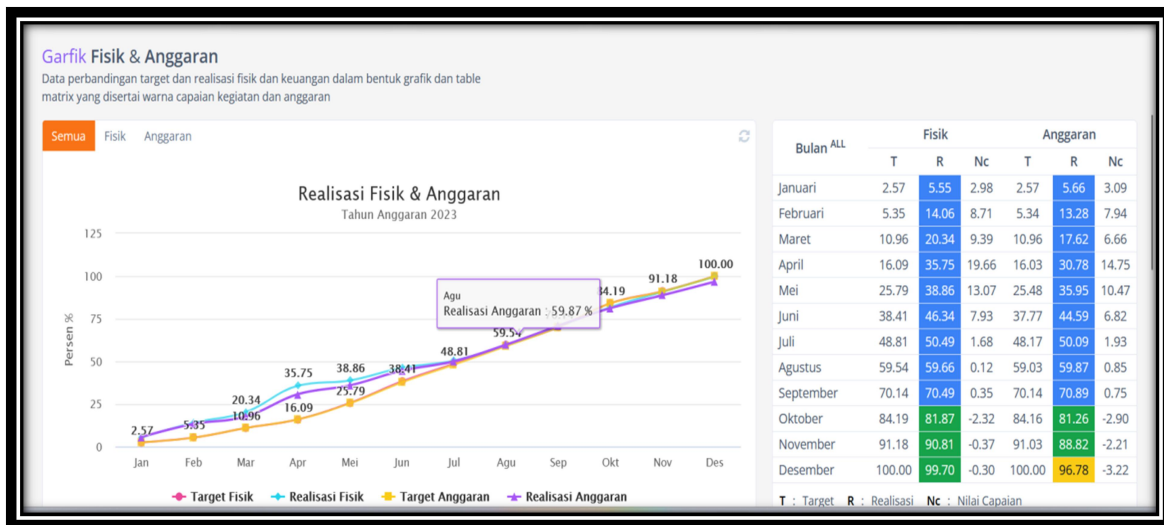 Garfik Fisik & Anggaran
Data perbandingan target dan realisasi fisik dan keuangan dalam bentuk grafik dan table
matrix yang disertai warna capaian kegiatan dan anggaran
Semua Fisik Anggaran
Realisasi Fisik & Anggaran
Tahun Anggaran 2023
Persen %
125
100
75
50
25
0
2.57 5.35 20.34 10.96 35.75 16.09 38.86 25.79 38.41 48.81 59.54 91.18 100.00
Agu
Realisasi Anggaran : 59.87 %
Jan Feb Mar Apr Mei Jun Jul Agu Sep Okt Nov Des
Target Fisik Realisasi Fisik Target Anggaran Realisasi Anggaran
Bulan ALL Fisik Anggaran
T R Nc T R Nc
Januari 2.57 5.55 2.98 2.57 5.66 3.09
Februari 5.35 14.06 8.71 5.34 13.28 7.94
Maret 10.96 20.34 9.39 10.96 17.62 6.66
April 16.09 35.75 19.66 16.03 30.78 14.75
Mei 25.79 38.86 13.07 25.48 35.95 10.47
Juni 38.41 46.34 7.93 37.77 44.59 6.82
Juli 48.81 50.49 1.68 48.17 50.09 1.93
Agustus 59.54 59.66 0.12 59.03 59.87 0.85
September 70.14 70.49 0.35 70.14 70.89 0.75
Oktober 84.19 81.87 -2.32 84.16 81.26 -2.90
November 91.18 90.81 -0.37 91.03 88.82 -2.21
Desember 100.00 99.70 -0.30 100.00 96.78 -3.22
T : Target R : Realisasi Nc : Nilai Capaian